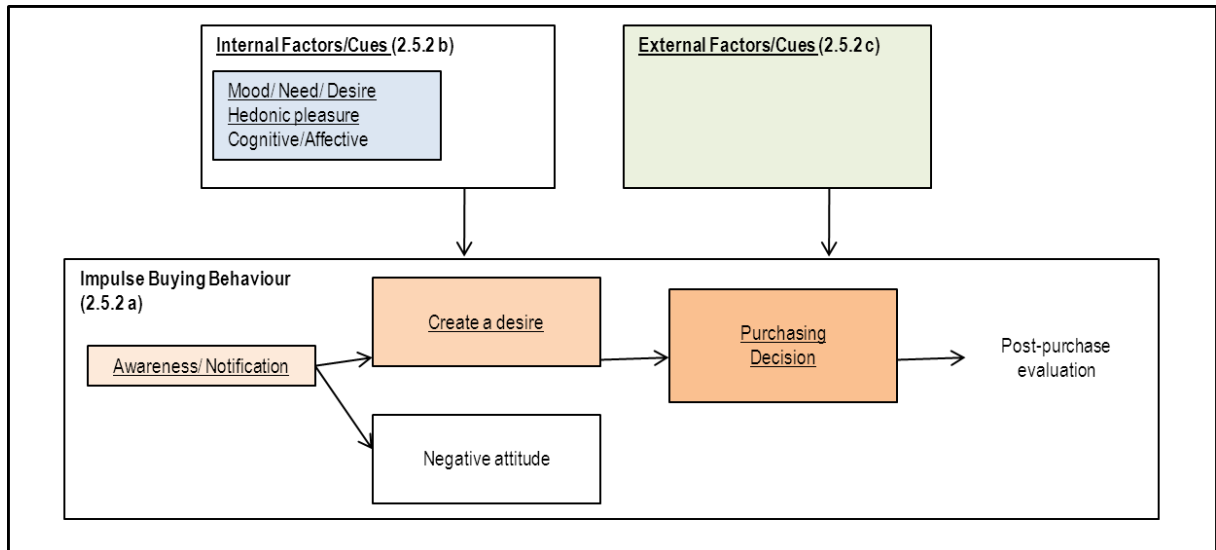 Internal Factors/Cues (2.5.2 b)
Mood/ Need/ Desire
Hedonic pleasure
Cognitive/Affective
External Factors/Cues (2.5.2 c)
Impulse Buying Behaviour
(2.5.2 a)
Awareness/ Notification
Create a desire
Negative attitude
Purchasing
Decision
Post-purchase
evaluation